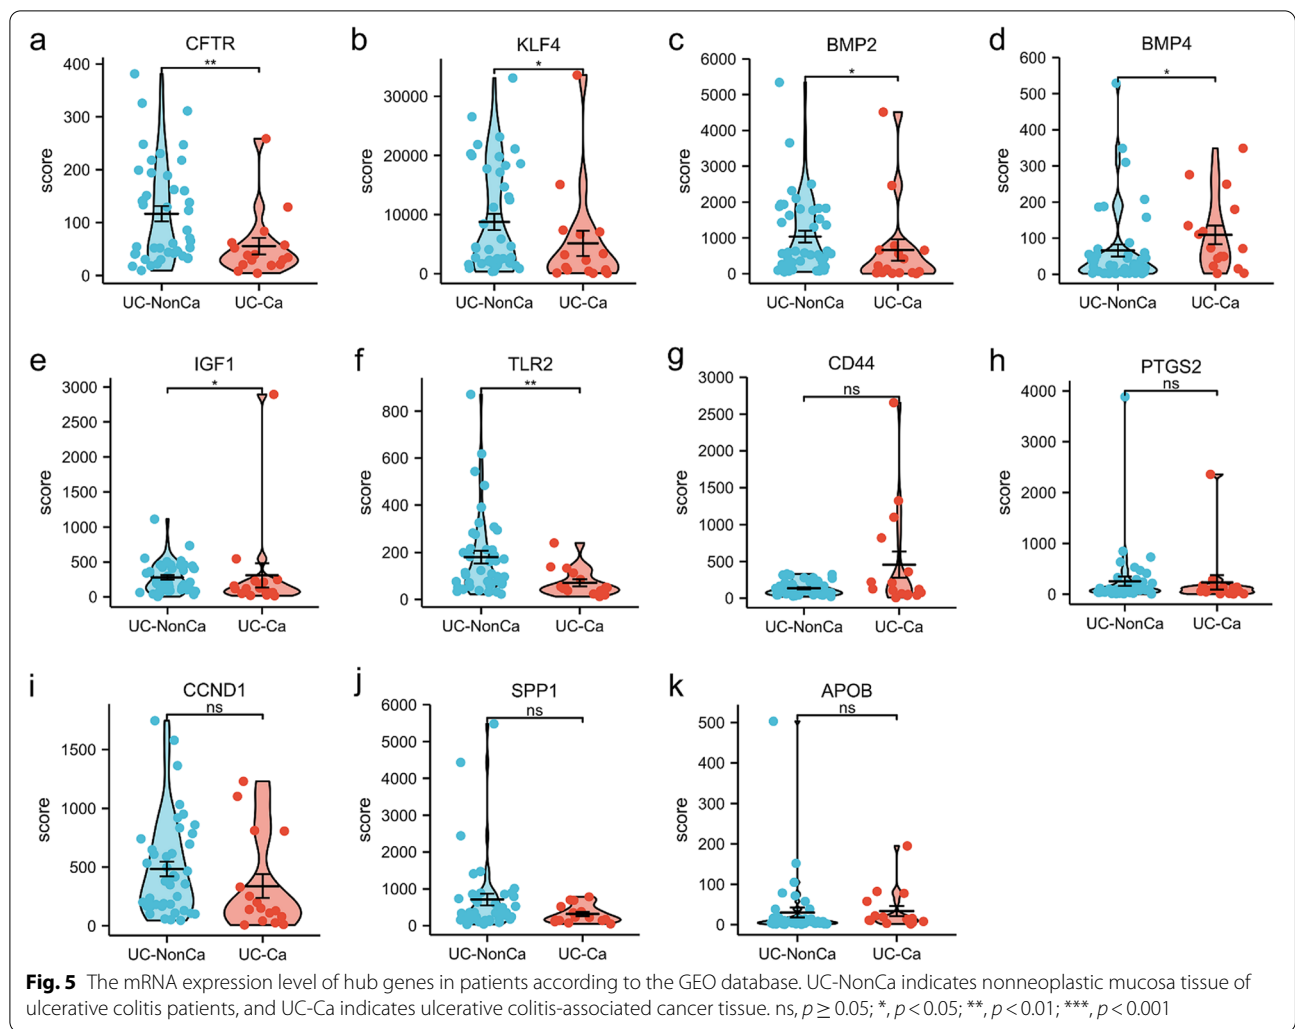 a CFTR
**
400
300
200
100
0
score
UC-NonCa UC-Ca
b KLF4
*
30000
20000
10000
0
score
UC-NonCa UC-Ca
c BMP2
*
6000
5000
4000
3000
2000
1000
0
score
UC-NonCa UC-Ca
d BMP4
*
600
500
400
300
200
100
0
score
UC-NonCa UC-Ca
e IGF1
*
3000
2500
2000
1500
1000
500
0
score
UC-NonCa UC-Ca
f TLR2
**
800
600
400
200
0
score
UC-NonCa UC-Ca
g CD44
ns
3000
2500
2000
1500
1000
500
0
score
UC-NonCa UC-Ca
h PTGS2
ns
4000
3000
2000
1000
0
score
UC-NonCa UC-Ca
i CCND1
ns
1500
1000
500
0
score
UC-NonCa UC-Ca
j SPP1
ns
6000
5000
4000
3000
2000
1000
0
score
UC-NonCa UC-Ca
k APOB
ns
500
400
300
200
100
0
score
UC-NonCa UC-Ca
Fig. 5 The mRNA expression level of hub genes in patients according to the GEO database. UC-NonCa indicates nonneoplastic mucosa tissue of
ulcerative colitis patients, and UC-Ca indicates ulcerative colitis-associated cancer tissue. ns, p ≥ 0.05; *, p < 0.05; **, p < 0.01; ***, p < 0.001